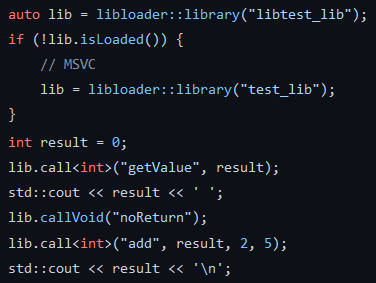 auto lib = libloader::library("libtest_lib");
if (!lib.isLoaded()) {
    // MSVC
    lib = libloader::library("test_lib");
}
int result = 0;
lib.call<int>("getValue", result);
std::cout << result << ' ';
lib.callVoid("noReturn");
lib.call<int>("add", result, 2, 5);
std::cout << result << '\n';